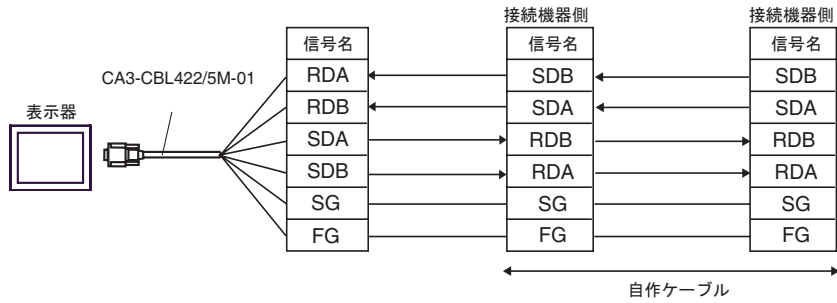 接続機器側 接続機器側
信号名 信号名 信号名
CA3-CBL422/5M-01
表示器
RDA SDB SDB
RDB SDA SDA
SDA RDB RDB
SDB RDA RDA
SG SG SG
FG FG FG
自作ケーブル